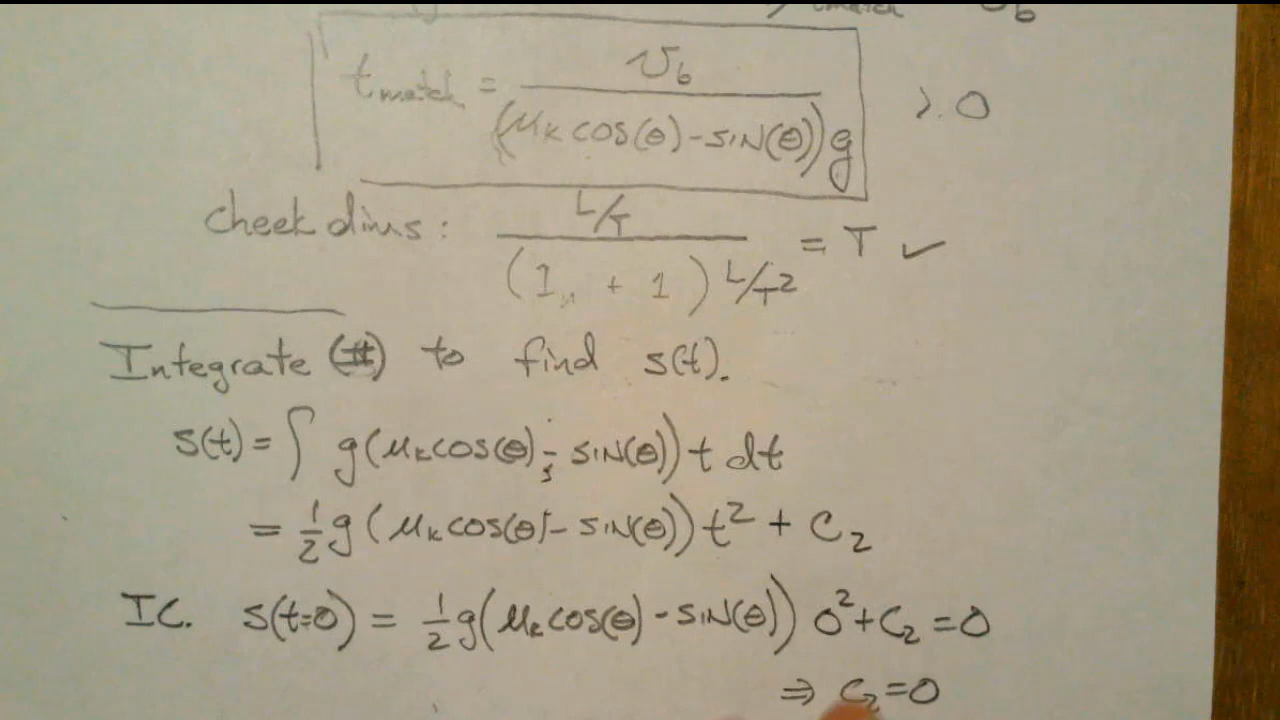 t_match = v_b / ((μ_k cos(θ) - sin(θ)) g) > 0
Check dims: L/T / ((1 + 1) L/T²) = T ✓
Integrate (#) to find s(t).
s(t) = ∫ g(μ_k cos(θ) - sin(θ)) t dt
= ½ g (μ_k cos(θ) - sin(θ)) t² + C₂
IC. s(t=0) = ½ g(μ_k cos(θ) - sin(θ)) 0² + C₂ = 0
⇒ C₂ = 0